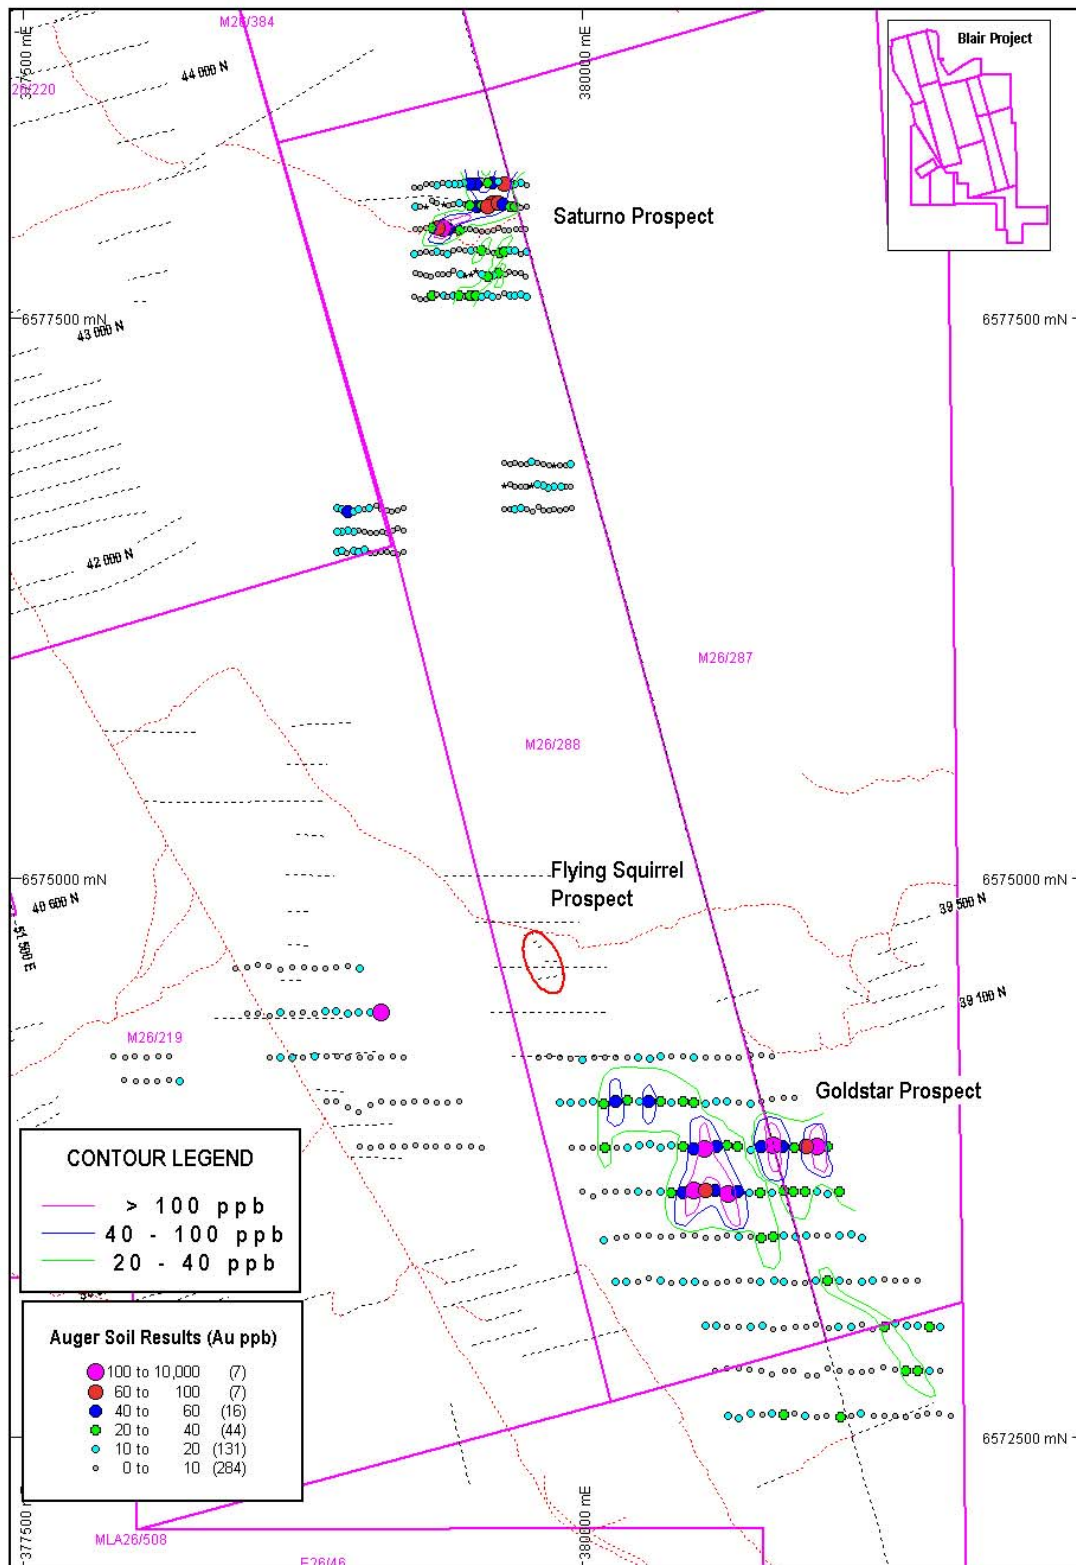 M26/384
377500 mE
380000 mE
Blair Project
44 000 N
26/220
Saturno Prospect
6577500 mN
6577500 mN
43 000 N
42 000 N
M26/287
M26/288
Flying Squirrel
Prospect
6575000 mN
6575000 mN
40 600 N
39 500 N
51 500 E
39 100 N
M26/219
Goldstar Prospect
CONTOUR LEGEND
> 100 ppb
40 - 100 ppb
20 - 40 ppb
Auger Soil Results (Au ppb)
100 to 10,000 (7)
60 to 100 (7)
40 to 60 (16)
20 to 40 (44)
10 to 20 (131)
0 to 10 (284)
6572500 mN
377500 m
380000 mE
MLA26/508
E26/46